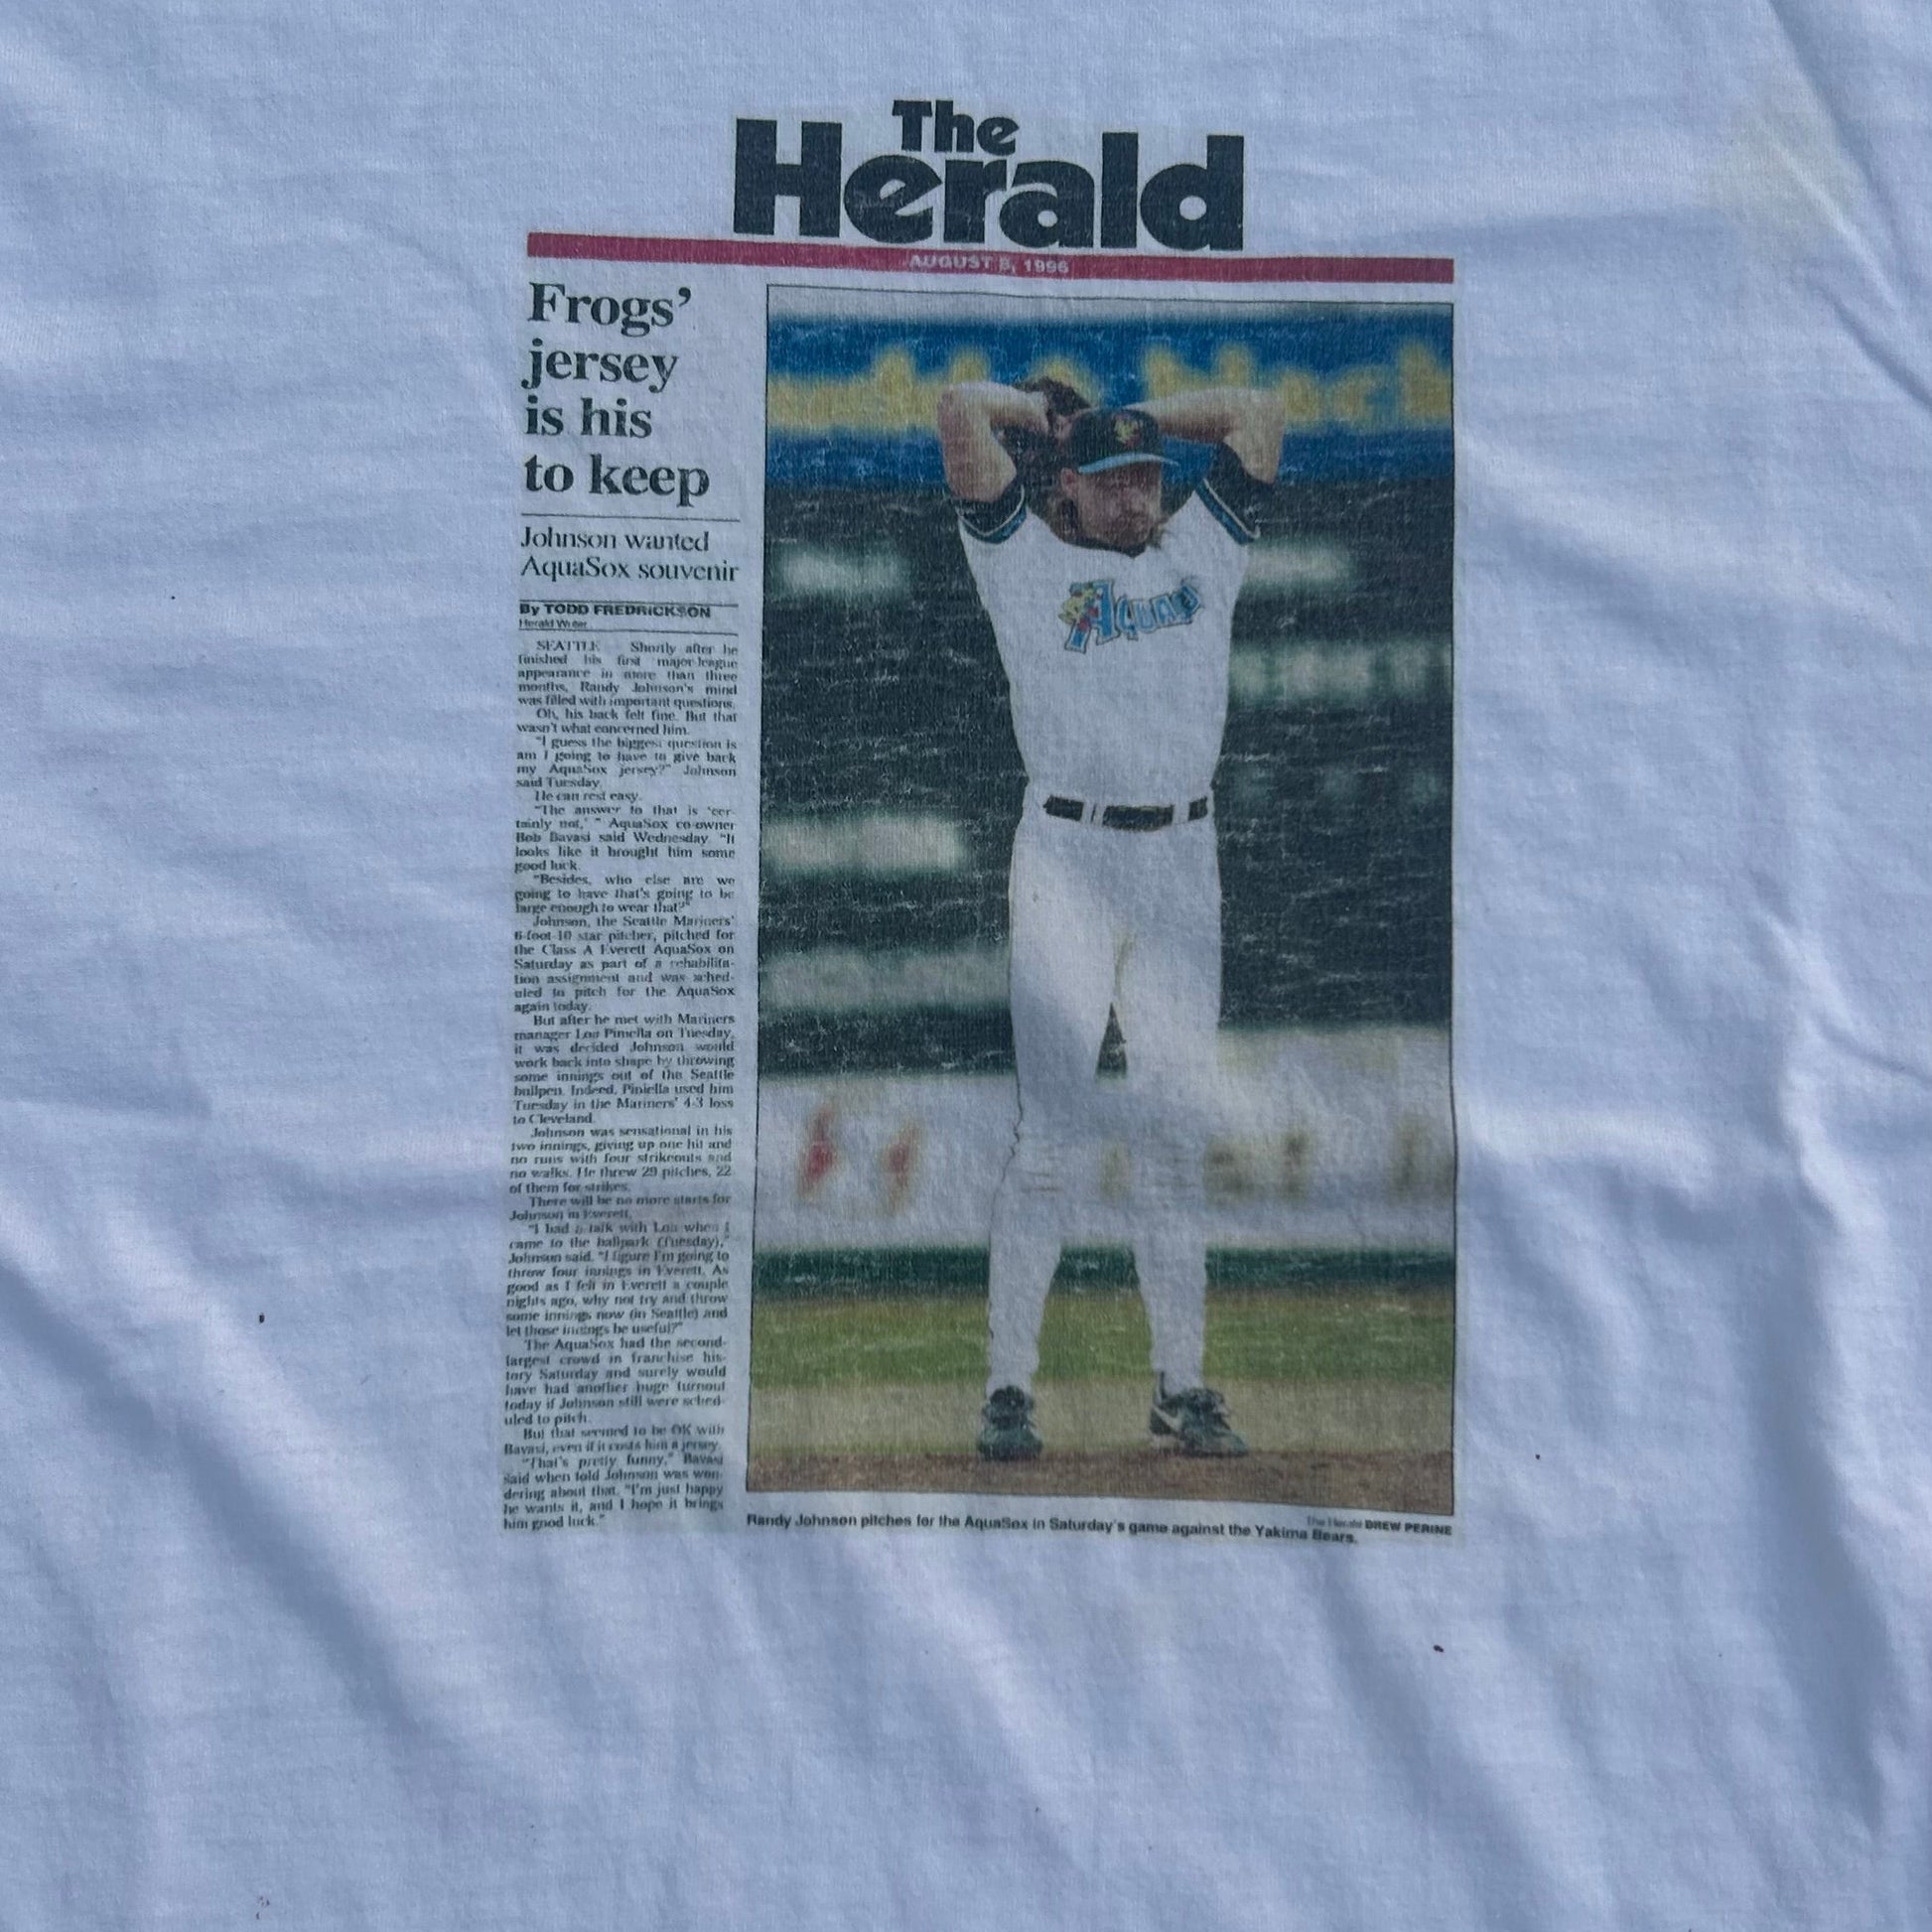 The
Herald
AUGUST 8, 1996
Frogs'
jersey
is his
to keep
Johnson wanted
AquaSox souvenir
By TODD FREDRICKSON
Herald Writer
SEATTLE Shortly after he
finished his first major-league
appearance in more than three
months, Randy Johnson's mind
was filled with important questions.
Oh, his back felt fine. But that
wasn't what concerned him.
"I guess the biggest question is
am I going to have to give back
my AquaSox jersey?" Johnson
said Tuesday.
He can rest easy.
"The answer to that is 'cer-
tainly not,' " AquaSox co-owner
Bob Bavasi said Wednesday. "It
looks like it brought him some
good luck.
"Besides, who else are we
going to have that's going to be
large enough to wear that?"
Johnson, the Seattle Mariners'
6-foot-10 star pitcher, pitched for
the Class A Everett AquaSox on
Saturday as part of a rehabilita-
tion assignment and was sched-
uled to pitch for the AquaSox
again today.
But after he met with Mariners
manager Lou Piniella on Tuesday,
it was decided Johnson would
work back into shape by throwing
some innings out of the Seattle
bullpen. Indeed, Piniella used him
Tuesday in the Mariners' 4-3 loss
to Cleveland.
Johnson was sensational in his
two innings, giving up one hit and
no runs with four strikeouts and
no walks. He threw 29 pitches, 22
of them for strikes.
There will be no more starts for
Johnson in Everett.
"I had a talk with Lou when I
came to the ballpark (Tuesday),"
Johnson said. "I figure I'm going to
throw four innings in Everett. As
good as I felt in Everett a couple
nights ago, why not try and throw
some innings now (in Seattle) and
let those innings be useful?"
The AquaSox had the second-
largest crowd in franchise his-
tory Saturday and surely would
have had another huge turnout
today if Johnson still were sched-
uled to pitch.
But that seemed to be OK with
Bavasi, even if it costs him a jersey.
"That's pretty funny," Bavasi
said when told Johnson was won-
dering about that. "I'm just happy
he wants it, and I hope it brings
him good luck."
The Herald DREW PERINE
Randy Johnson pitches for the AquaSox in Saturday's game against the Yakima Bears.